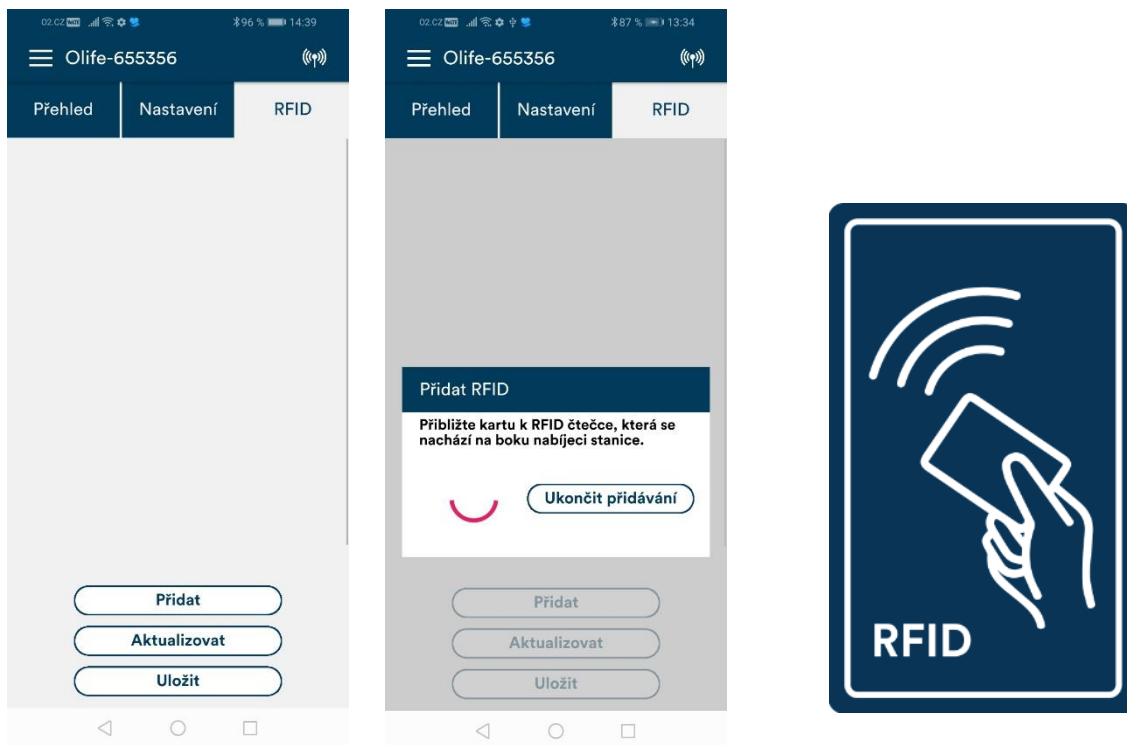 02.CZ 96 % 14:39
Olife-655356
Přehled Nastavení RFID
Přidat
Aktualizovat
Uložit
02.CZ 87 % 13:34
Olife-655356
Přehled Nastavení RFID
Přidat RFID
Přibližte kartu k RFID čtečce, která se
nachází na boku nabíjeci stanice.
Ukončit přidávání
Přidat
Aktualizovat
Uložit
RFID